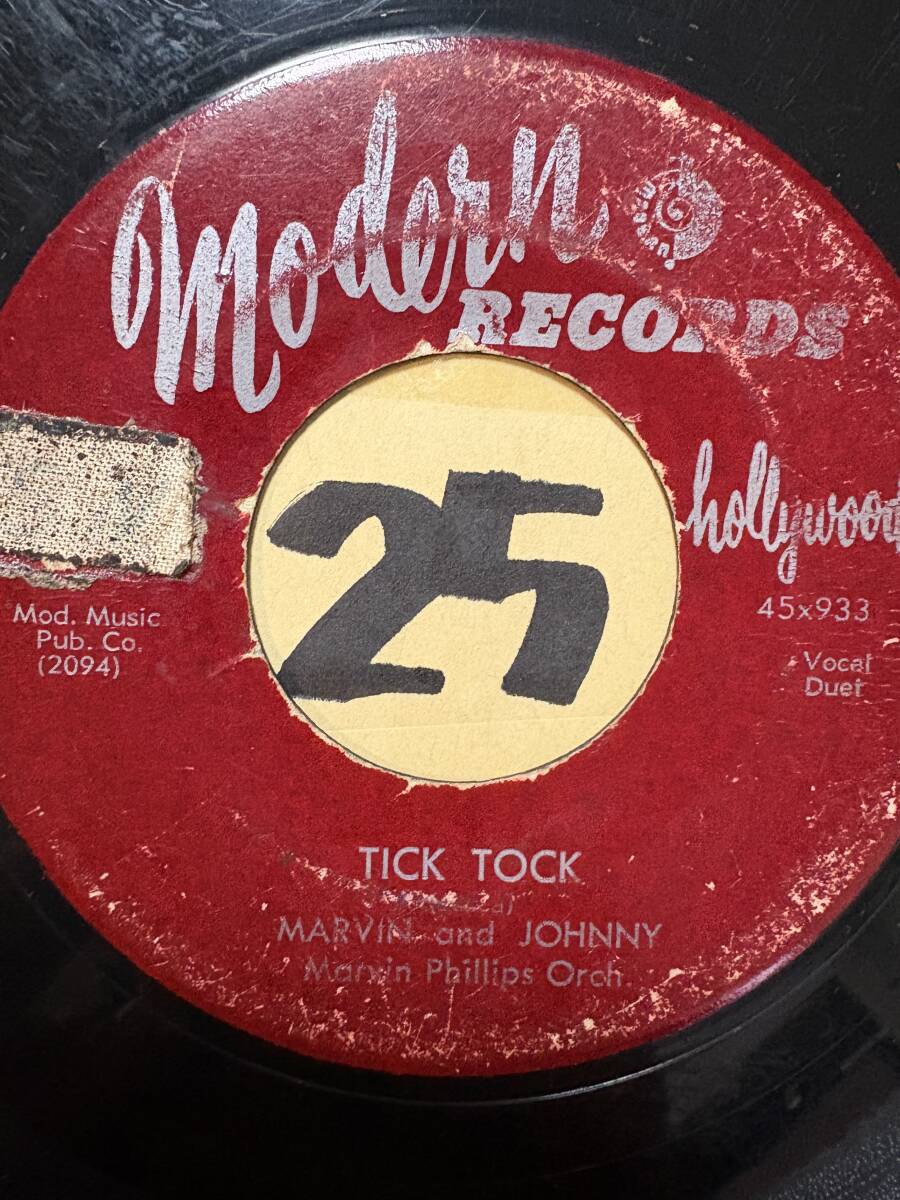 Modern
RECORDS
hollywood
25
Mod. Music
Pub. Co.
(2094)
45x933
Vocal
Duet
TICK TOCK
MARVIN and JOHNNY
Marvin Phillips Orch.